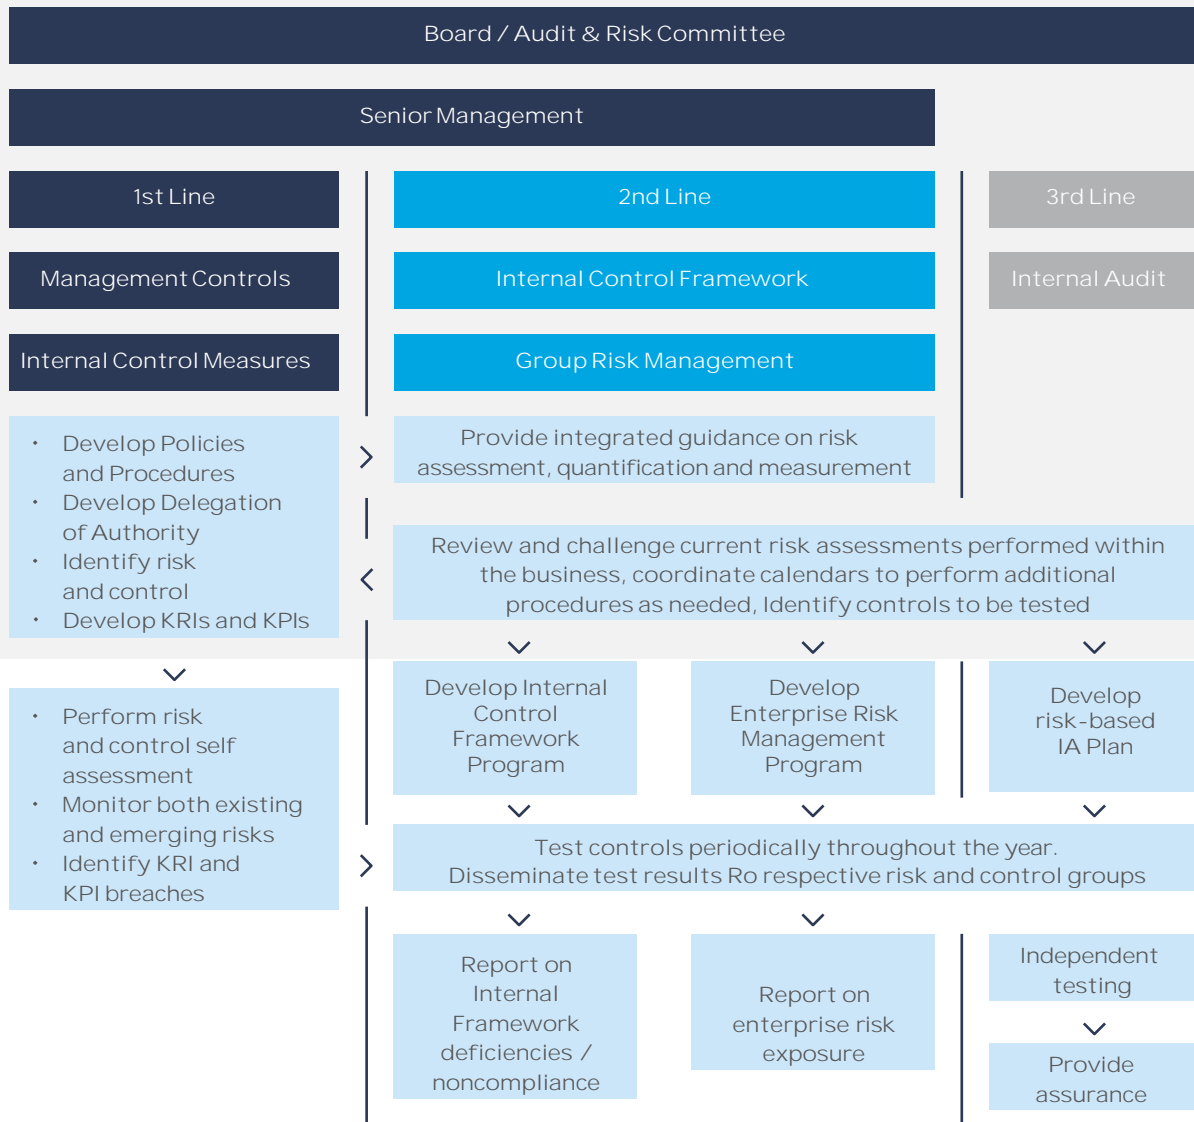 Board / Audit & Risk Committee
Senior Management
1st Line
2nd Line
3rd Line
Management Controls
Internal Control Framework
Internal Audit
Internal Control Measures
Group Risk Management
• Develop Policies
and Procedures
• Develop Delegation
of Authority
• Identify risk
and control
• Develop KRIs and KPIs
Provide integrated guidance on risk
assessment, quantification and measurement
Review and challenge current risk assessments performed within
the business, coordinate calendars to perform additional
procedures as needed, Identify controls to be tested
• Perform risk
and control self
assessment
• Monitor both existing
and emerging risks
• Identify KRI and
KPI breaches
Develop Internal
Control
Framework
Program
Develop
Enterprise Risk
Management
Program
Develop
risk-based
IA Plan
Test controls periodically throughout the year.
Disseminate test results Ro respective risk and control groups
Report on
Internal
Framework
deficiencies /
noncompliance
Report on
enterprise risk
exposure
Independent
testing
Provide
assurance